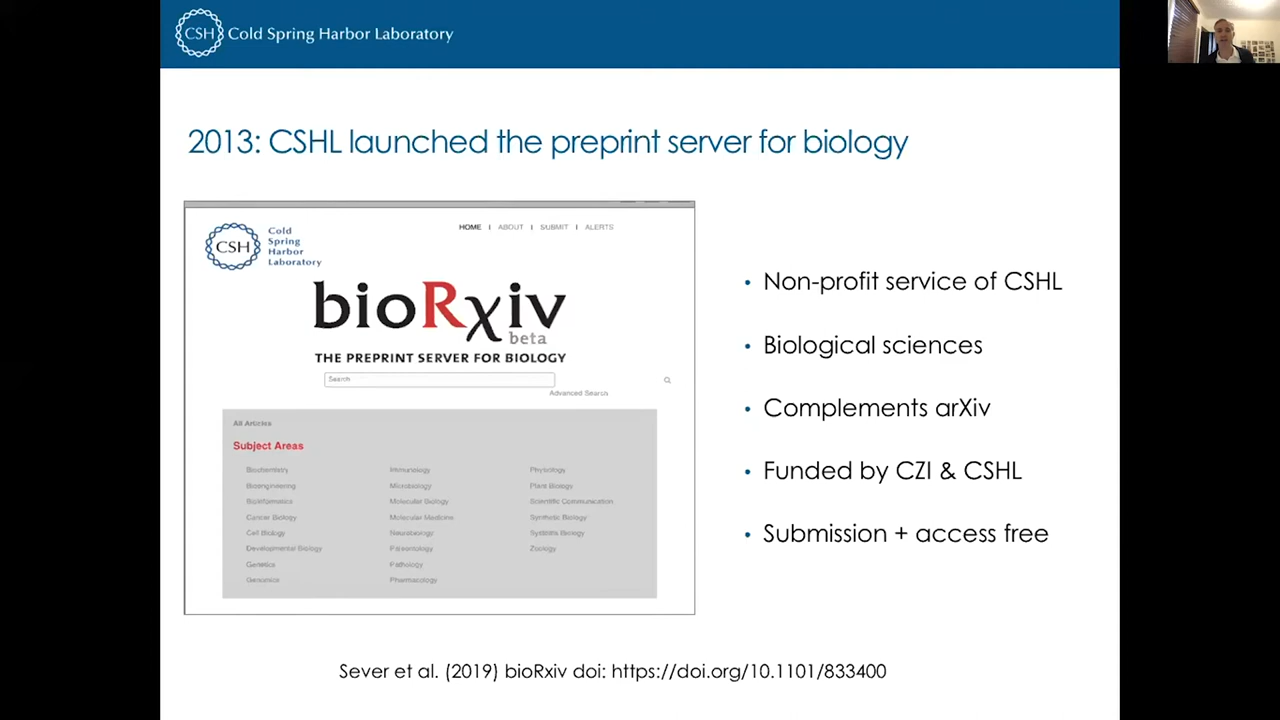 CSH Cold Spring Harbor Laboratory
2013: CSHL launched the preprint server for biology
CSH
Cold
Spring
Harbor
Laboratory
HOME | ABOUT | SUBMIT | ALERTS
bioRχiv
beta
THE PREPRINT SERVER FOR BIOLOGY
Search
Advanced Search
All Articles
Subject Areas
Biochemistry
Bioengineering
Bioinformatics
Cancer Biology
Cell Biology
Developmental Biology
Genetics
Genomics
Immunology
Microbiology
Molecular Biology
Molecular Medicine
Neurobiology
Paleontology
Pathology
Pharmacology
Physiology
Plant Biology
Scientific Communication
Synthetic Biology
Systems Biology
Zoology
• Non-profit service of CSHL
• Biological sciences
• Complements arXiv
• Funded by CZI & CSHL
• Submission + access free
Sever et al. (2019) bioRxiv doi: https://doi.org/10.1101/833400